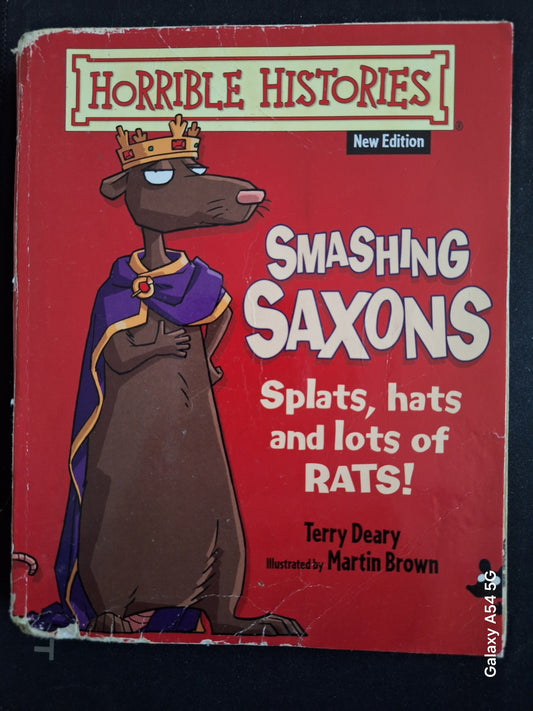 HORRIBLE HISTORIES
®
New Edition
SMASHING
SAXONS
Splats, hats
and lots of
RATS!
Terry Deary
Illustrated by Martin Brown
Galaxy A54 5G